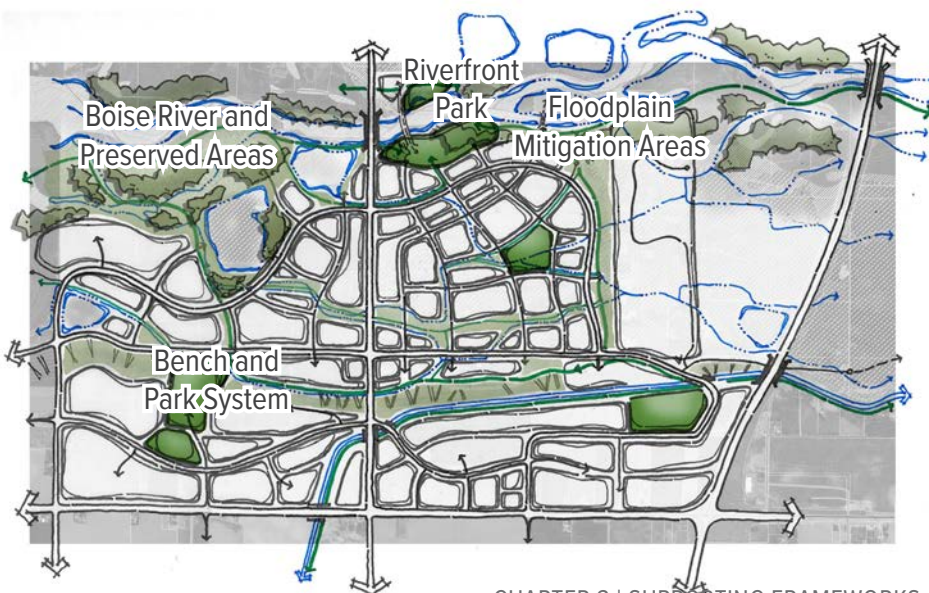 Riverfront
Park
Boise River and
Preserved Areas
Floodplain
Mitigation Areas
Bench and
Park System